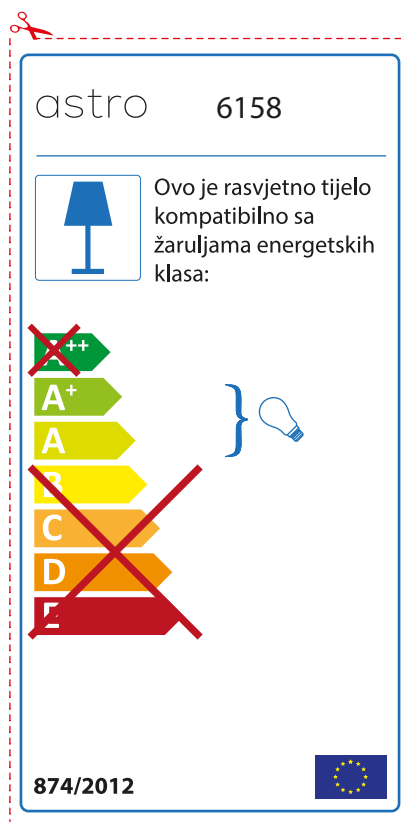 astro 6158
Ovo je rasvjetno tijelo
kompatibilno sa
žaruljama energetskih
klasa:
A++
A+
A
B
C
D
E
874/2012